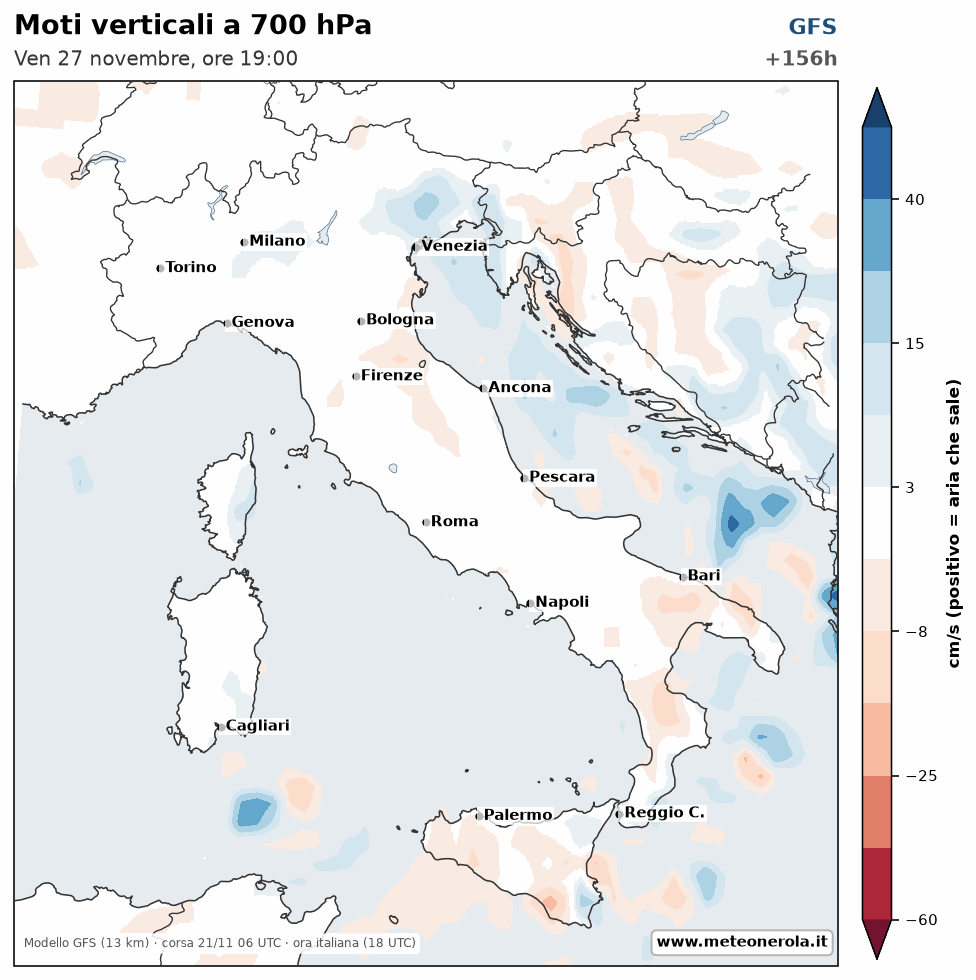 Moti verticali a 700 hPa
GFS
Ven 27 novembre, ore 19:00
+156h
40
15
3
−8
−25
−60
cm/s (positivo = aria che sale)
Milano
Venezia
Torino
Genova
Bologna
Firenze
Ancona
Pescara
Roma
Bari
Napoli
Cagliari
Palermo
Reggio C.
Modello GFS (13 km) · corsa 21/11 06 UTC · ora italiana (18 UTC)
www.meteonerola.it